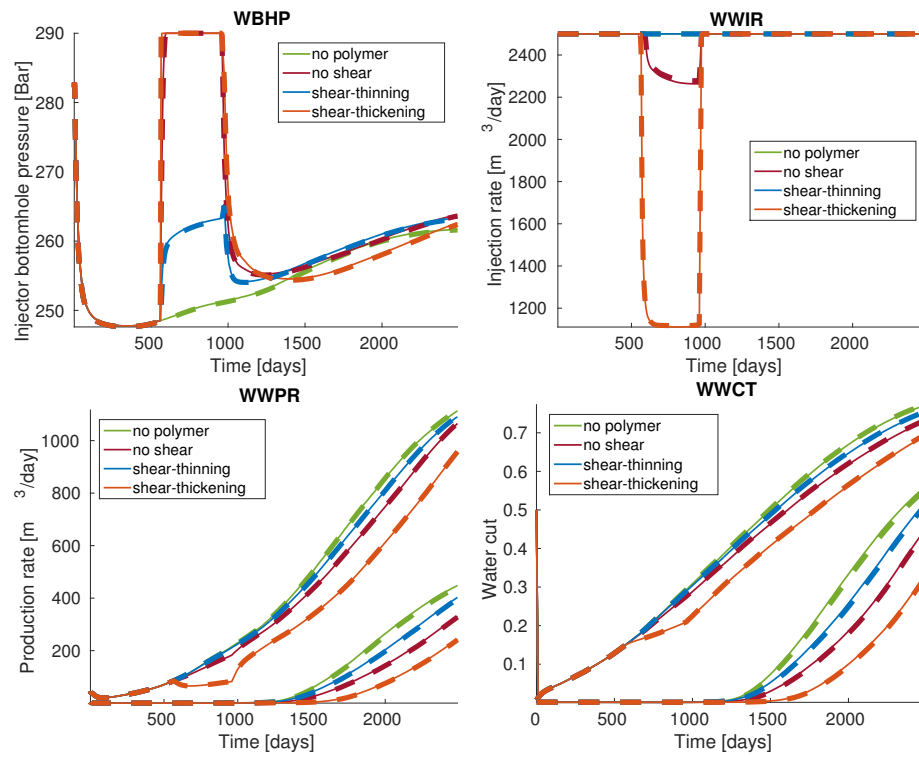 WBHP
Injector bottomhole pressure [Bar]
290
280
270
260
250
500
1000
1500
2000
Time [days]
no polymer
no shear
shear-thinning
shear-thickening
WWIR
Injection rate [m 3/day]
2400
2200
2000
1800
1600
1400
1200
500
1000
1500
2000
Time [days]
no polymer
no shear
shear-thinning
shear-thickening
WWPR
Production rate [m 3/day]
1000
800
600
400
200
500
1000
1500
2000
Time [days]
no polymer
no shear
shear-thinning
shear-thickening
WWCT
Water cut
0.7
0.6
0.5
0.4
0.3
0.2
0.1
0
500
1000
1500
2000
Time [days]
no polymer
no shear
shear-thinning
shear-thickening